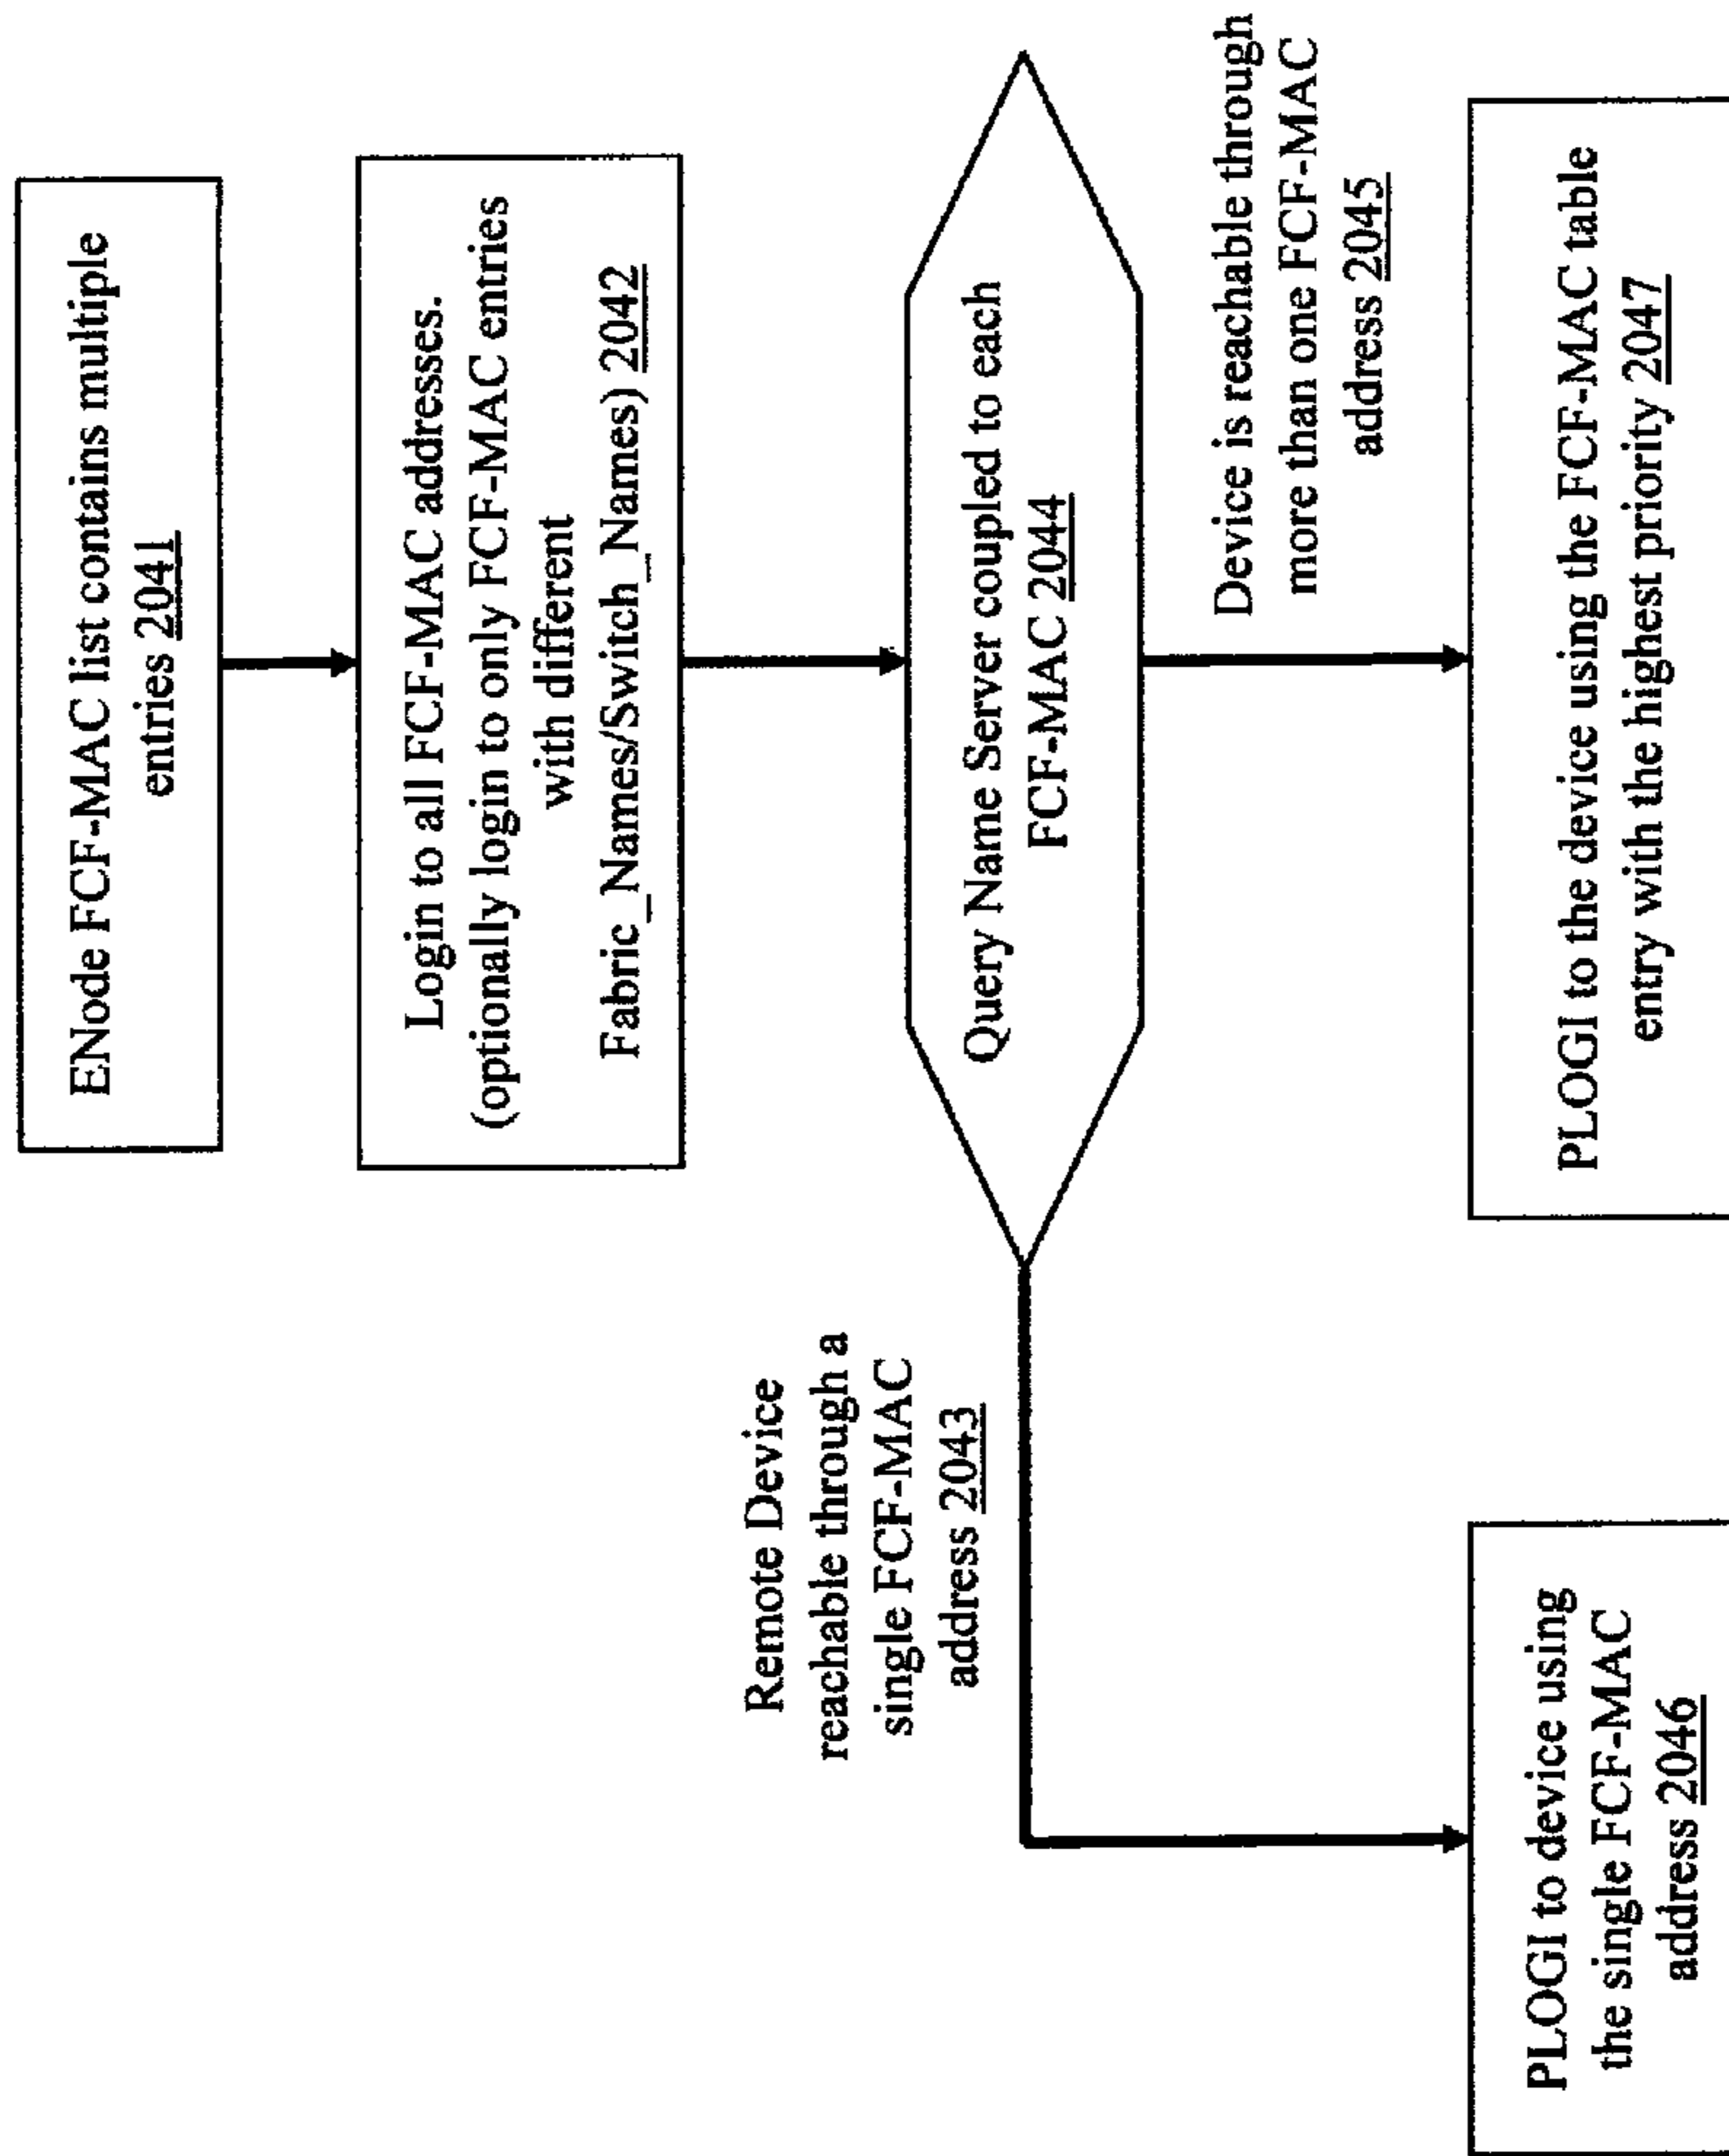 ENode FCF-MAC list contains multiple
entries 2041
Login to all FCF-MAC addresses.
(optionally login to only FCF-MAC entries
with different
Fabric_Names/Switch_Names) 2042
Query Name Server coupled to each
FCF-MAC 2044
Remote Device
reachable through a
single FCF-MAC
address 2043
Device is reachable through
more than one FCF-MAC
address 2045
PLOGI to device using
the single FCF-MAC
address 2046
PLOGI to the device using the FCF-MAC table
entry with the highest priority 2047